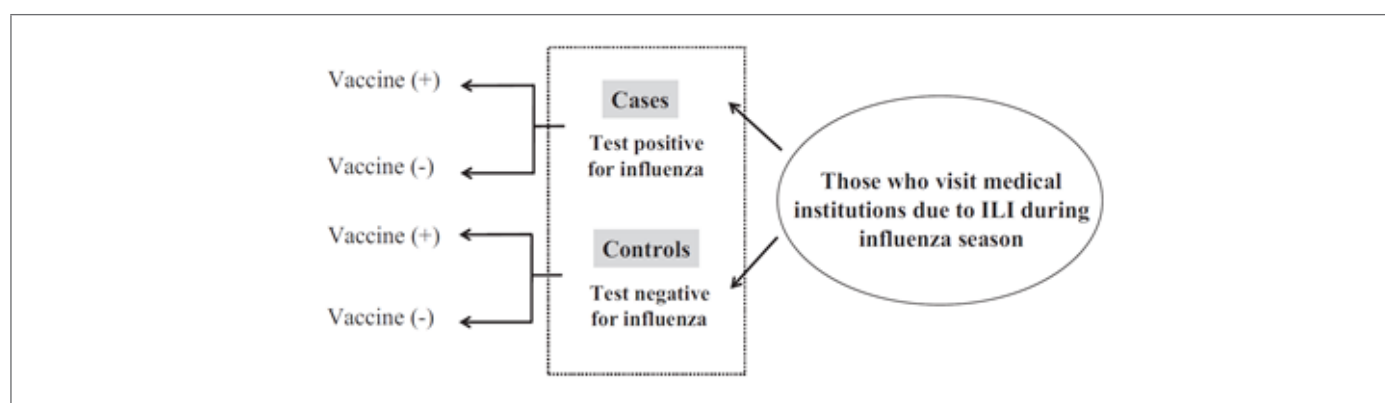 Vaccine (+)
Vaccine (-)
Vaccine (+)
Vaccine (-)
Cases
Test positive
for influenza
Controls
Test negative
for influenza
Those who visit medical
institutions due to ILI during
influenza season